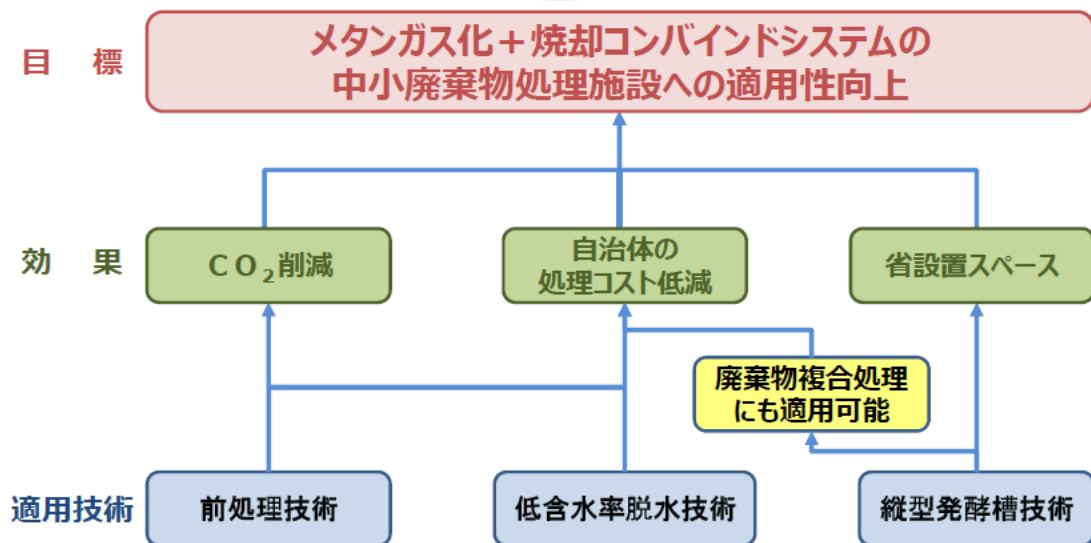 目 標
メタンガス化＋焼却コンバインドシステムの
中小廃棄物処理施設への適用性向上
効 果
ＣＯ₂削減
自治体の
処理コスト低減
省設置スペース
廃棄物複合処理
にも適用可能
適用技術
前処理技術
低含水率脱水技術
縦型発酵槽技術